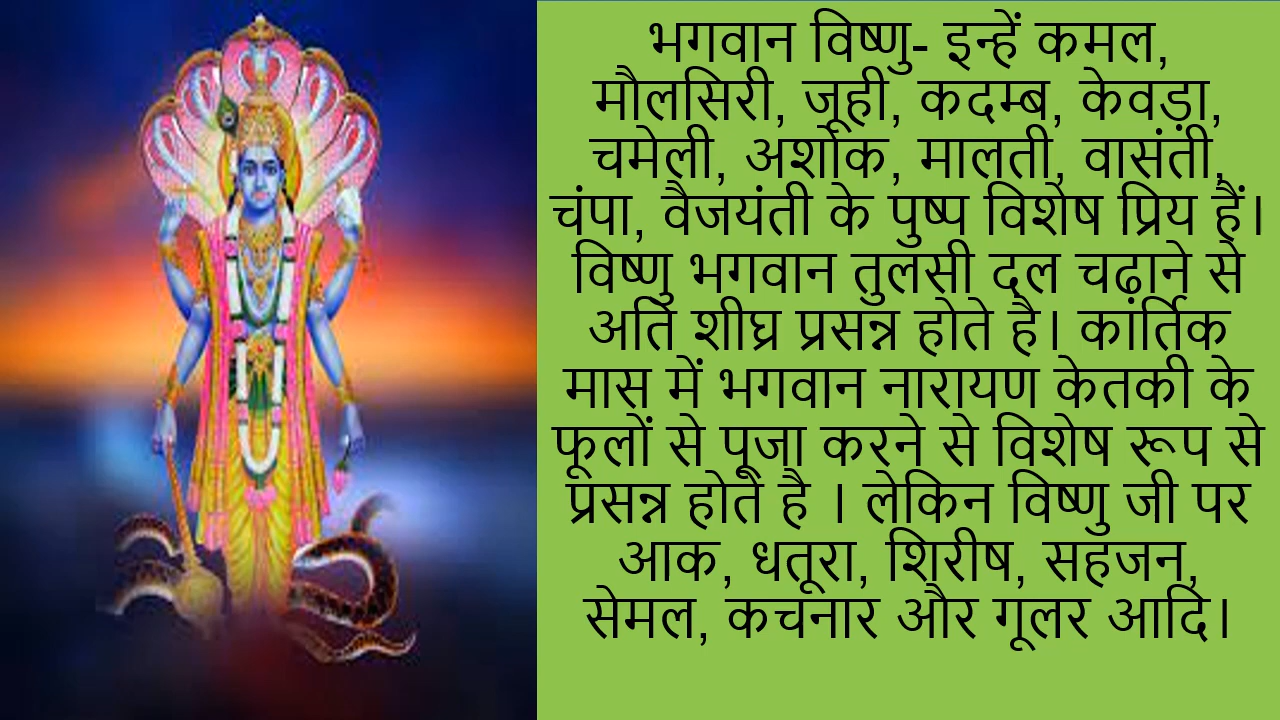 भगवान विष्णु- इन्हें कमल,
मौलसिरी, जूही, कदम्ब, केवड़ा,
चमेली, अशोक, मालती, वासंती,
चंपा, वैजयंती के पुष्प विशेष प्रिय हैं।
विष्णु भगवान तुलसी दल चढ़ाने से
अति शीघ्र प्रसन्न होते है। कार्तिक
मास में भगवान नारायण केतकी के
फूलों से पूजा करने से विशेष रूप से
प्रसन्न होते है । लेकिन विष्णु जी पर
आक, धतूरा, शिरीष, सहजन,
सेमल, कचनार और गूलर आदि।